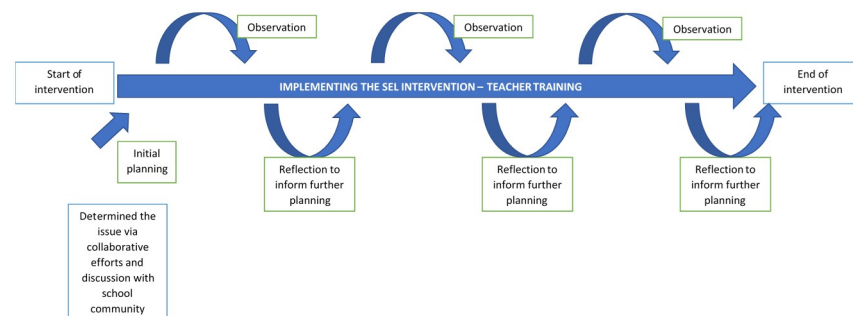 Observation
Observation
Observation
Start of
intervention
IMPLEMENTING THE SEL INTERVENTION – TEACHER TRAINING
End of
intervention
Initial
planning
Reflection to
inform further
planning
Reflection to
inform further
planning
Reflection to
inform further
planning
Determined the
issue via
collaborative
efforts and
discussion with
school
community